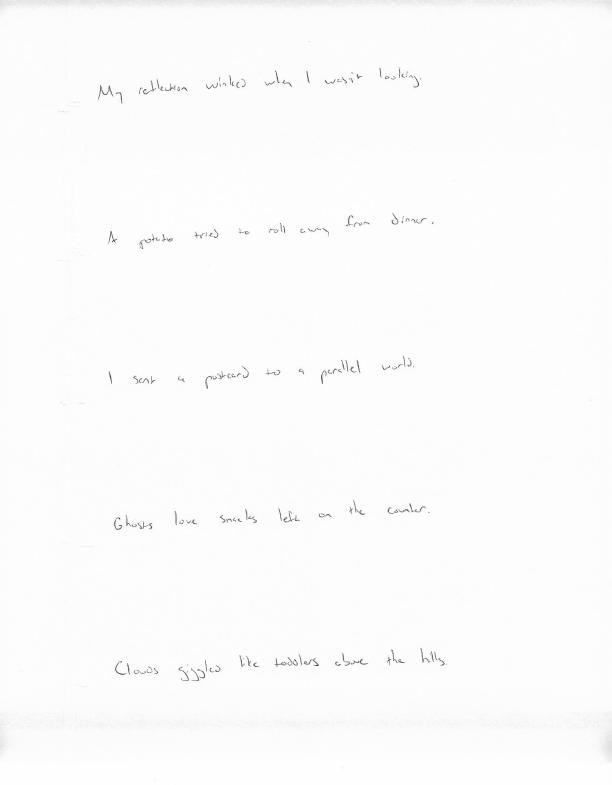 My reflection winked when I wasn't looking.
A potato tried to roll away from dinner.
I sent a postcard to a parallel world.
Ghosts love snacks left on the counter.
Clouds giggled like toddlers above the hills.